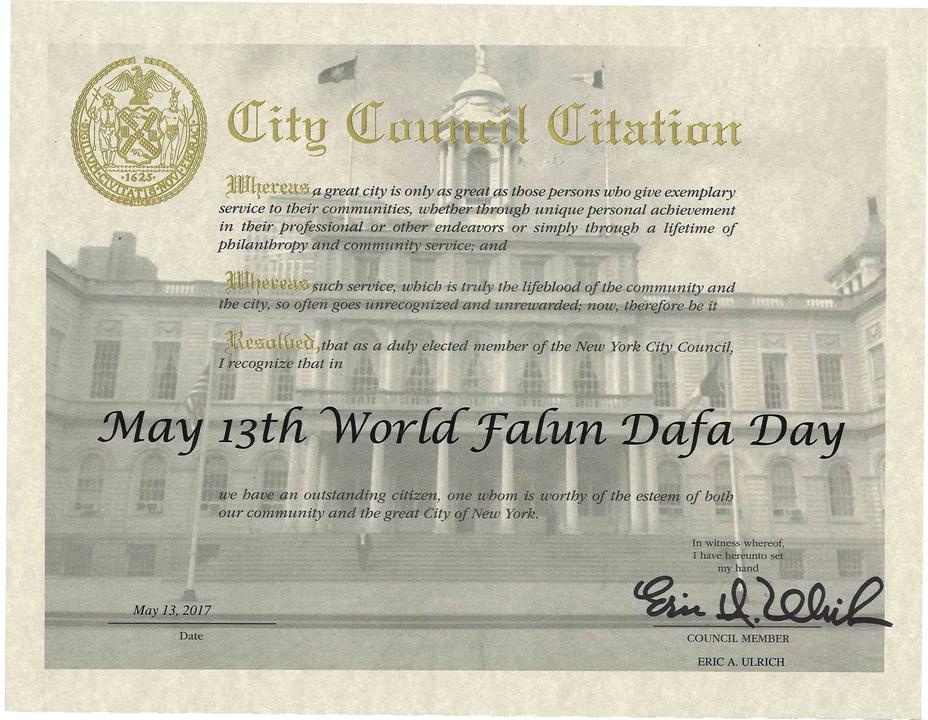 City Council Citation
SIGILLUM·CIVITATIS·NOVI·EBORACI
·1625·
Whereas a great city is only as great as those persons who give exemplary
service to their communities, whether through unique personal achievement
in their professional or other endeavors or simply through a lifetime of
philanthropy and community service; and
Whereas such service, which is truly the lifeblood of the community and
the city, so often goes unrecognized and unrewarded; now, therefore be it
Resolved, that as a duly elected member of the New York City Council,
I recognize that in
May 13th World Falun Dafa Day
we have an outstanding citizen, one whom is worthy of the esteem of both
our community and the great City of New York.
In witness whereof,
I have hereunto set
my hand
May 13, 2017
Date
Eric A. Ulrich
COUNCIL MEMBER
ERIC A. ULRICH